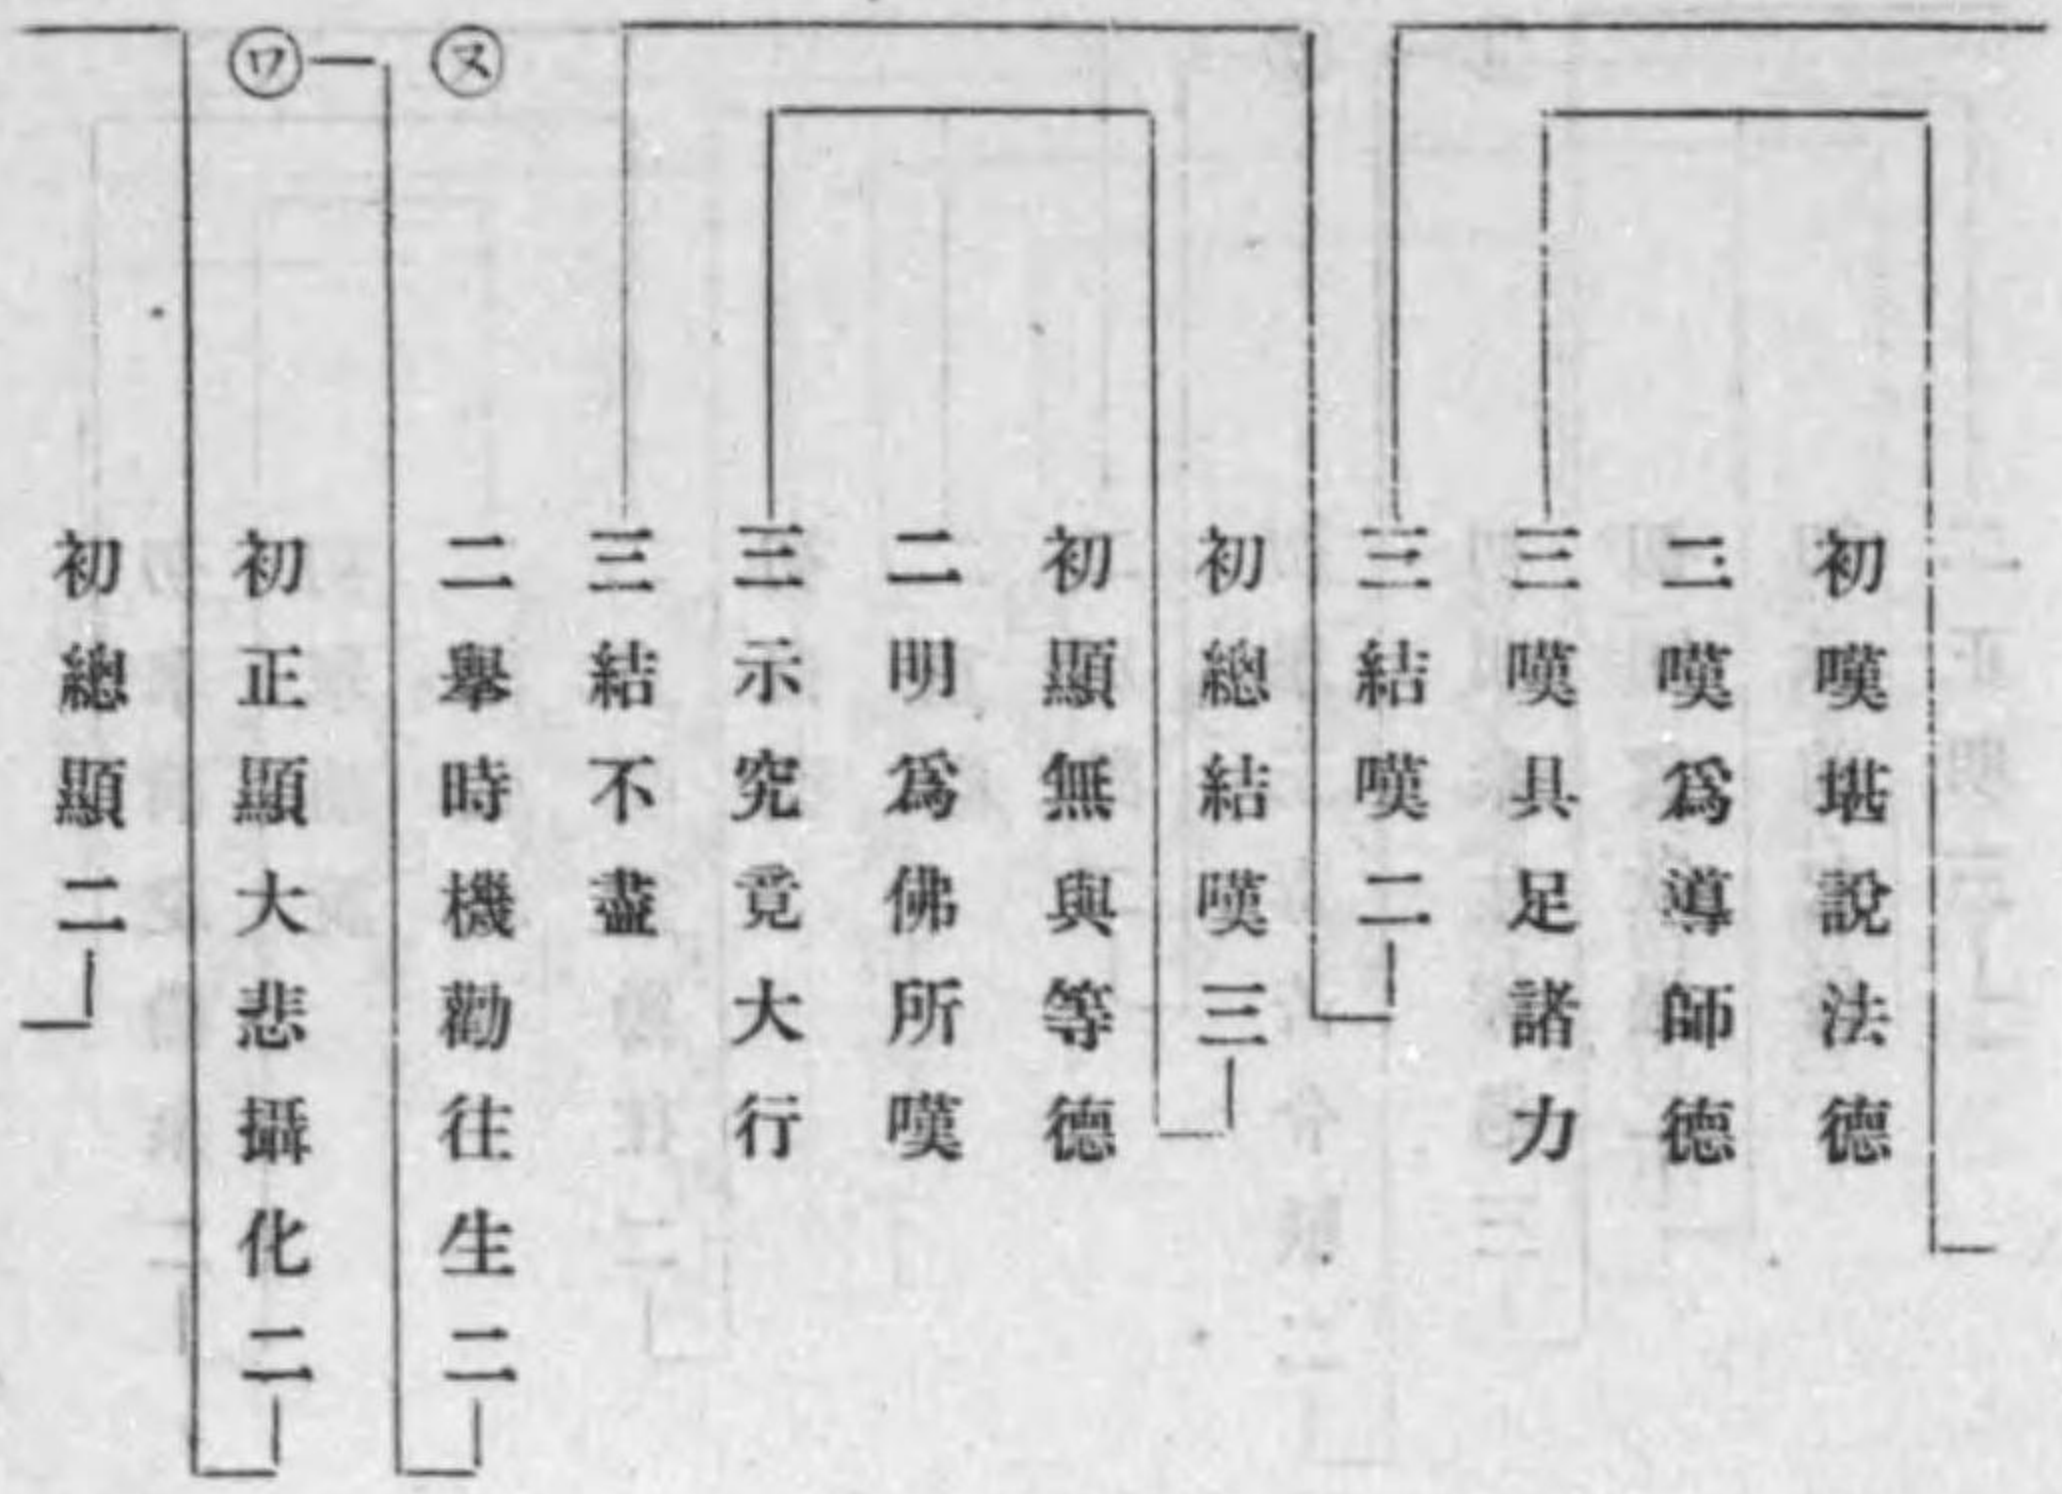 初嘆堪説法德
二嘆爲導師德
三嘆具足諸力
三結嘆二
初總結嘆三
初顯無與等德
二明爲佛所嘆
三示究竟大行
三結不盡
ヌ
二擧時機勸往生二
ワ
初正顯大悲攝化二
初總顯二